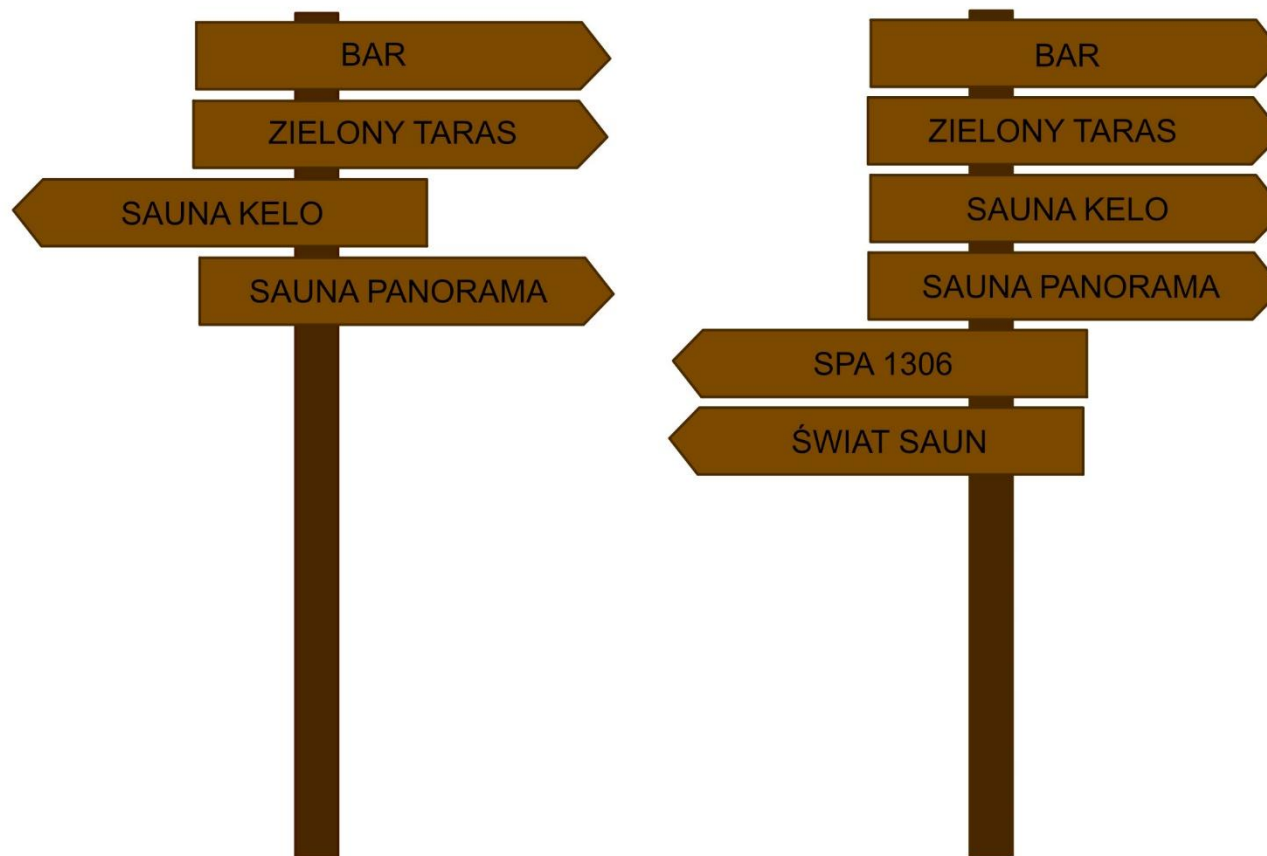 BAR
ZIELONY TARAS
SAUNA KELO
SAUNA PANORAMA
BAR
ZIELONY TARAS
SAUNA KELO
SAUNA PANORAMA
SPA 1306
ŚWIAT SAUN